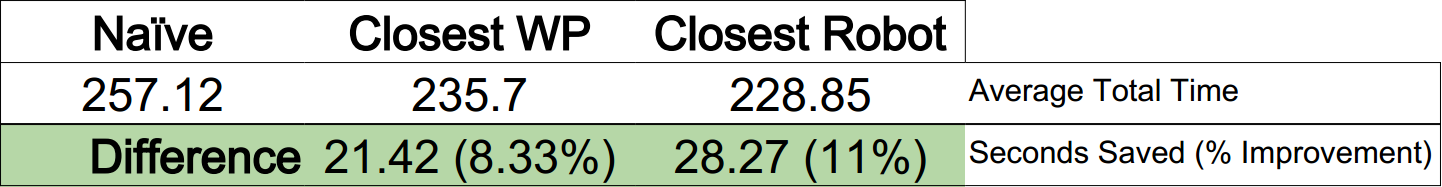 Naïve Closest WP Closest Robot
257.12 235.7 228.85 Average Total Time
Difference 21.42 (8.33%) 28.27 (11%) Seconds Saved (% Improvement)